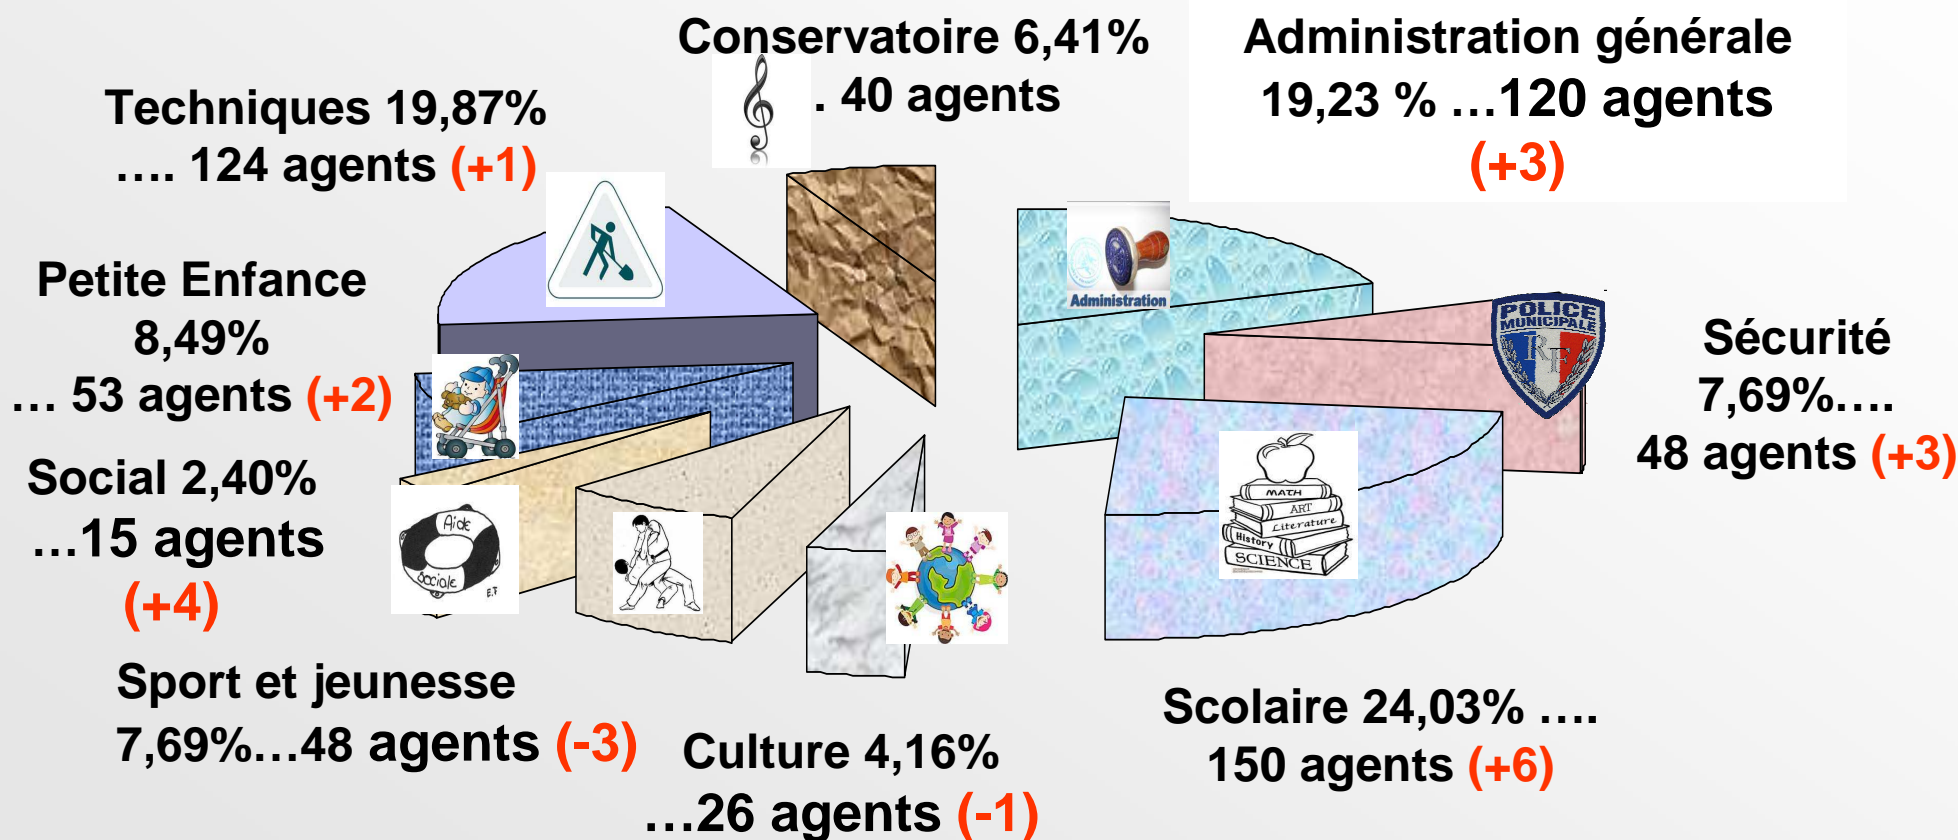 Conservatoire 6,41%
. 40 agents
Administration générale
19,23 % …120 agents
(+3)
Techniques 19,87%
…. 124 agents (+1)
Administration
Petite Enfance
8,49%
… 53 agents (+2)
POLICE
MUNICIPALE
RF
Sécurité
7,69%….
48 agents (+3)
Social 2,40%
…15 agents
(+4)
Aide
Sociale
E.F
MATH
ART
Literature
History
SCIENCE
Sport et jeunesse
7,69%…48 agents (-3)
Culture 4,16%
…26 agents (-1)
Scolaire 24,03% ….
150 agents (+6)